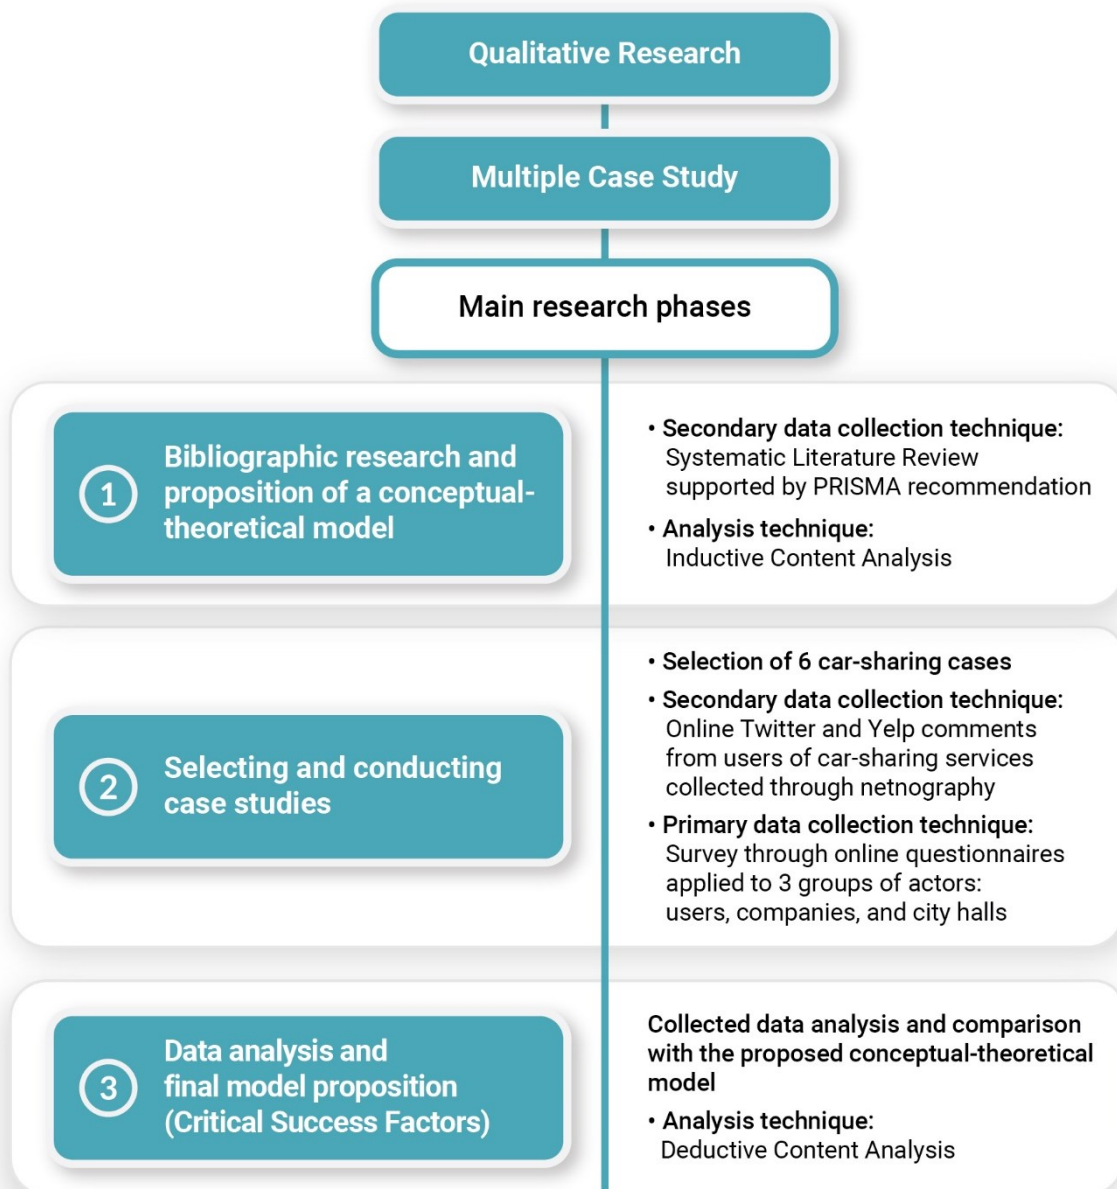 Qualitative Research
Multiple Case Study
Main research phases
1
Bibliographic research and
proposition of a conceptual-
theoretical model
• Secondary data collection technique:
Systematic Literature Review
supported by PRISMA recommendation
• Analysis technique:
Inductive Content Analysis
2
Selecting and conducting
case studies
• Selection of 6 car-sharing cases
• Secondary data collection technique:
Online Twitter and Yelp comments
from users of car-sharing services
collected through netnography
• Primary data collection technique:
Survey through online questionnaires
applied to 3 groups of actors:
users, companies, and city halls
3
Data analysis and
final model proposition
(Critical Success Factors)
Collected data analysis and comparison
with the proposed conceptual-theoretical
model
• Analysis technique:
Deductive Content Analysis